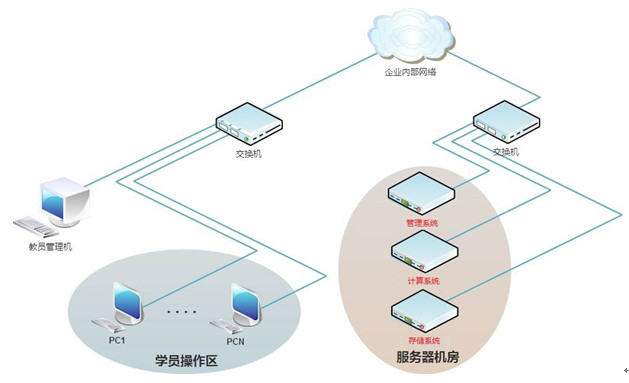 企业内部网络
交换机
交换机
教员管理机
管理系统
计算系统
存储系统
PC1
PCN
学员操作区
服务器机房